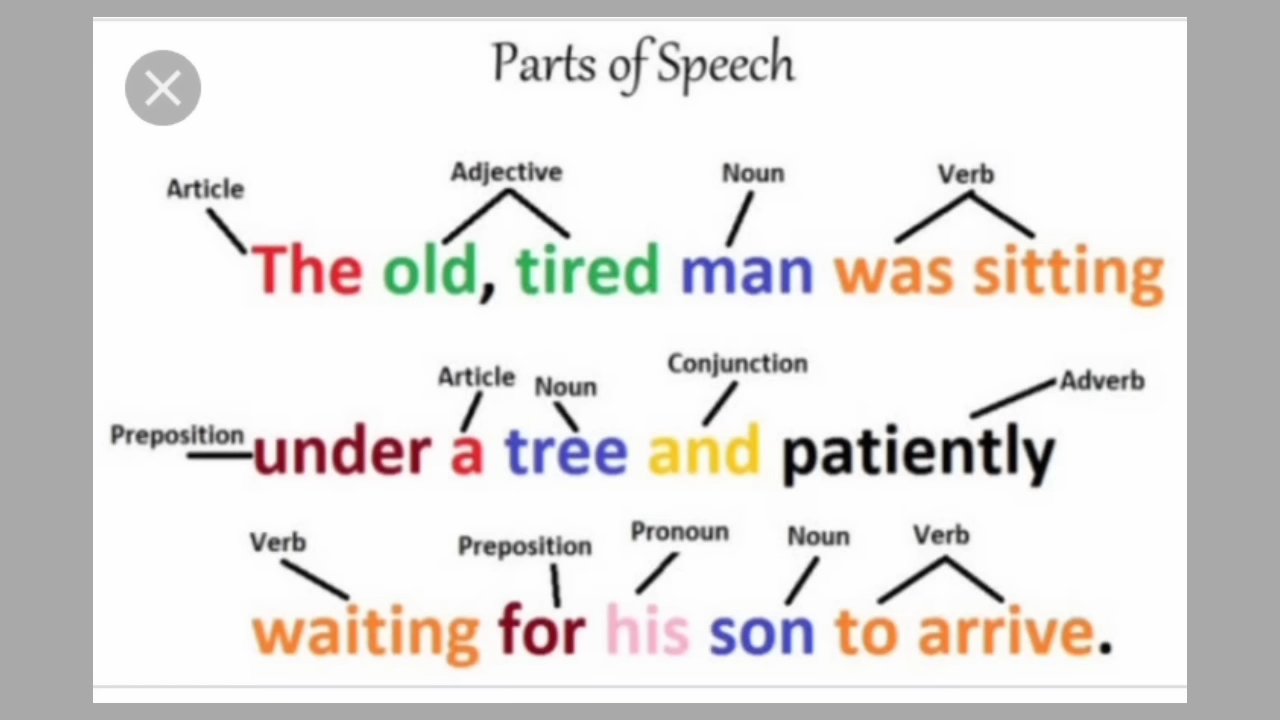 Parts of Speech
Article Adjective Noun Verb
The old, tired man was sitting
Article Noun Conjunction Adverb
Preposition under a tree and patiently
Verb Preposition Pronoun Noun Verb
waiting for his son to arrive.